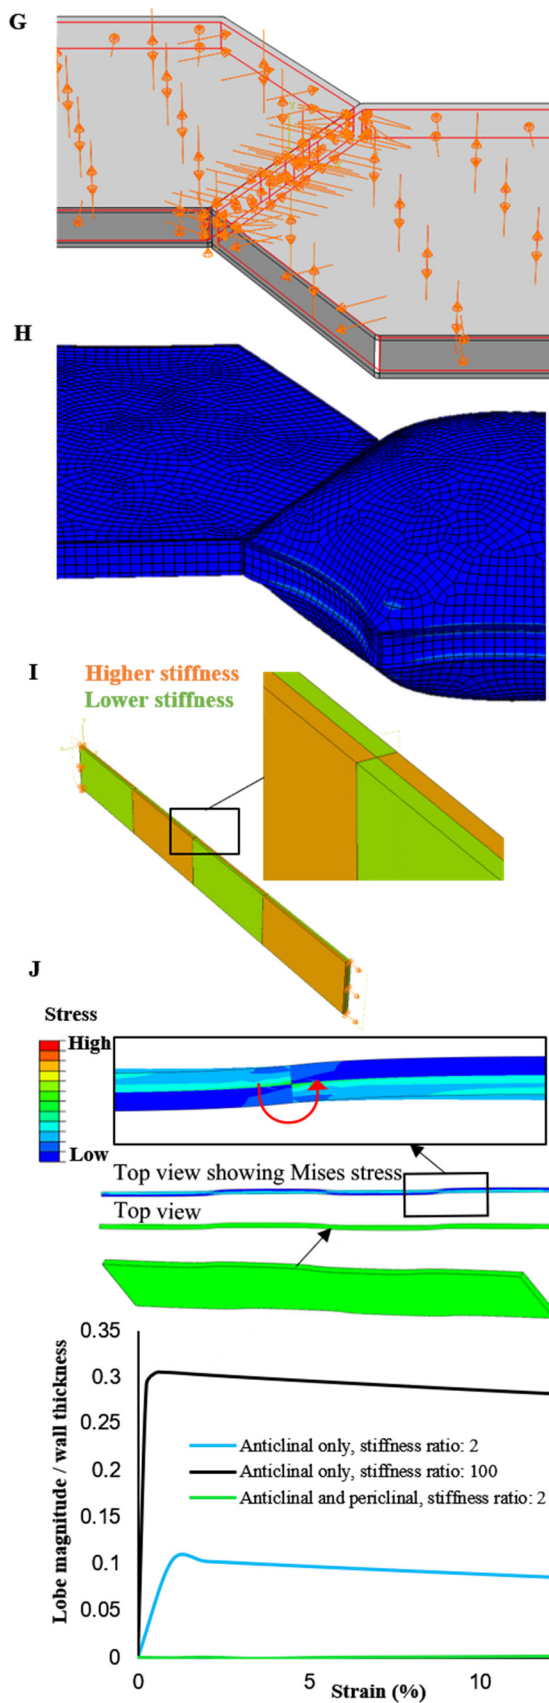 G
H
I
Higher stiffness
Lower stiffness
J
Stress
High
Low
Top view showing Mises stress
Top view
0.35
0.3
0.25
0.2
0.15
0.1
0.05
0
Lobe magnitude / wall thickness
Anticlinal only, stiffness ratio: 2
Anticlinal only, stiffness ratio: 100
Anticlinal and periclinal, stiffness ratio: 2
0
5
10
Strain (%)